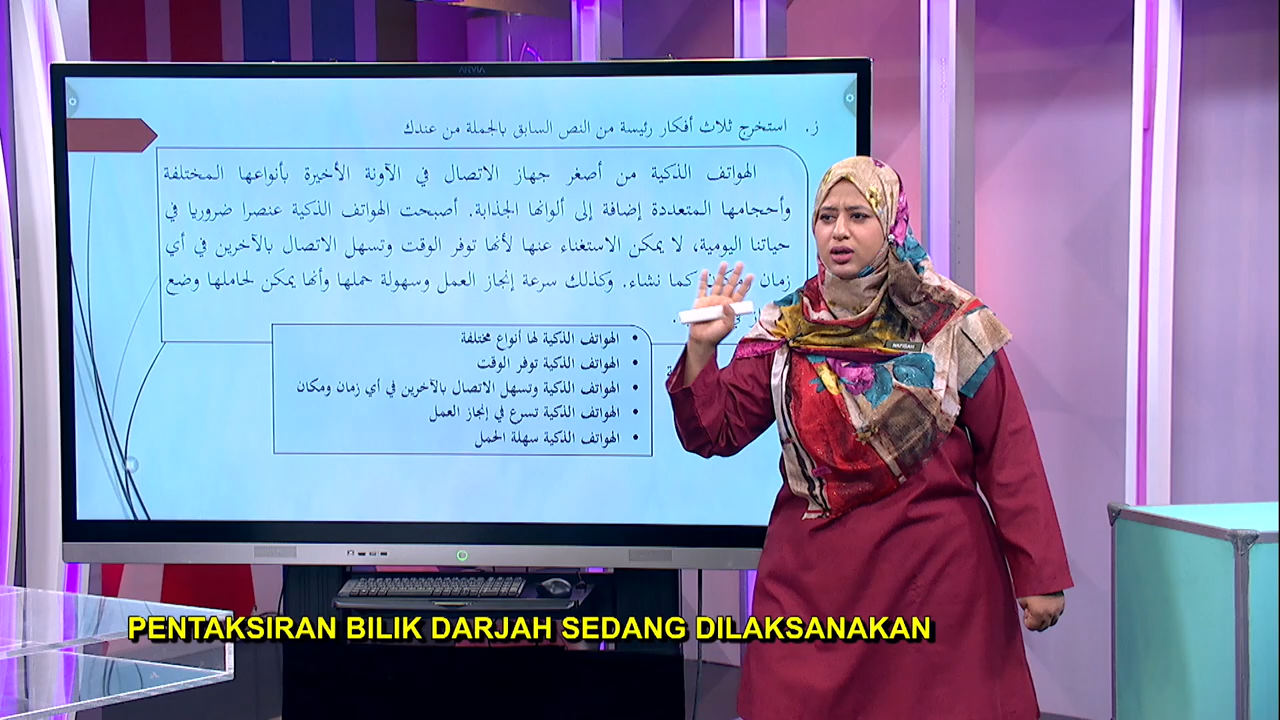 ز. استخرج ثلاث أفكار رئيسة من النص السابق بالجملة من عندك
الهواتف الذكية من أصغر جهاز الاتصال في الآونة الأخيرة بأنواعها المختلفة
وأحجامها المتعددة إضافة إلى ألوانها الجذابة. أصبحت الهواتف الذكية عنصرا ضروريا في
حياتنا اليومية، لا يمكن الاستغناء عنها لأنها توفر الوقت وتسهل الاتصال بالآخرين في أي
زمان كما نشاء. وكذلك سرعة إنجاز العمل وسهولة حملها وأنها يمكن لحاملها وضع
• الهواتف الذكية لها أنواع مختلفة
• الهواتف الذكية توفر الوقت
• الهواتف الذكية وتسهل الاتصال بالآخرين في أي زمان ومكان
• الهواتف الذكية تسرع في إنجاز العمل
• الهواتف الذكية سهلة الحمل
NAFISAH
PENTAKSIRAN BILIK DARJAH SEDANG DILAKSANAKAN